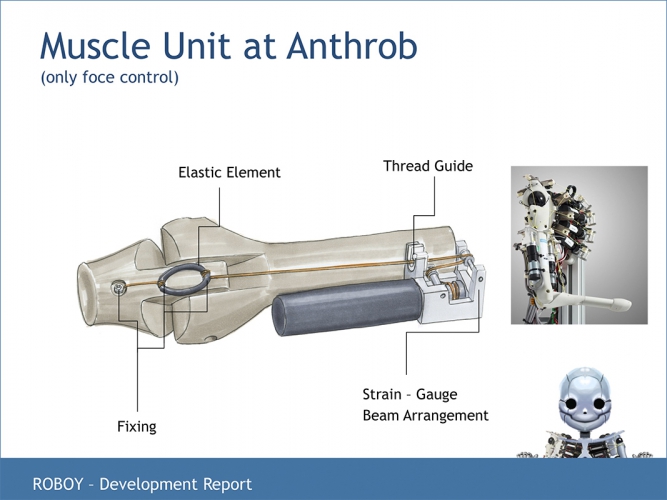 Muscle Unit at Anthrob
(only foce control)
Elastic Element
Thread Guide
Strain – Gauge
Beam Arrangement
Fixing
ROBOY – Development Report